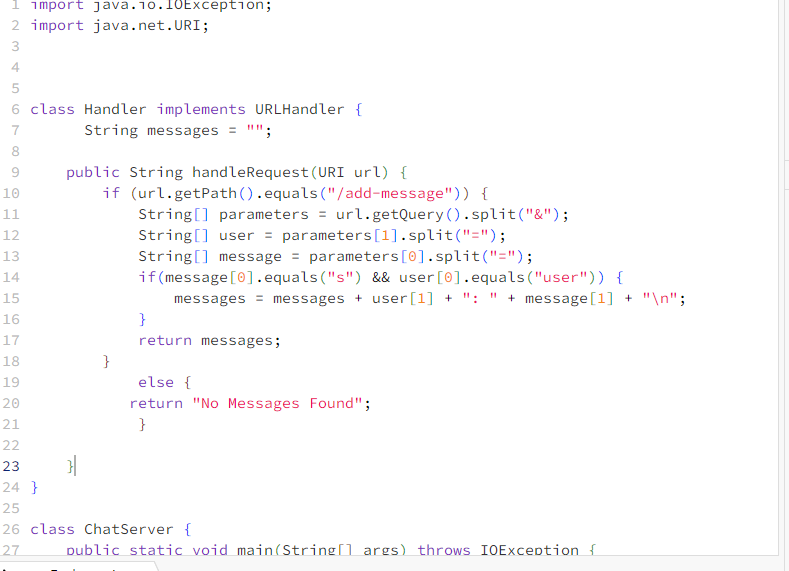 1 import java.io.IOException;
2 import java.net.URI;
3
4
5
6 class Handler implements URLHandler {
7 String messages = "";
8
9 public String handleRequest(URI url) {
10 if (url.getPath().equals("/add-message")) {
11 String[] parameters = url.getQuery().split("&");
12 String[] user = parameters[1].split("=");
13 String[] message = parameters[0].split("=");
14 if(message[0].equals("s") && user[0].equals("user")) {
15 messages = messages + user[1] + ": " + message[1] + "\n";
16 }
17 return messages;
18 }
19 else {
20 return "No Messages Found";
21 }
22
23 }
24 }
25
26 class ChatServer {
27 public static void main(String[] args) throws IOException {